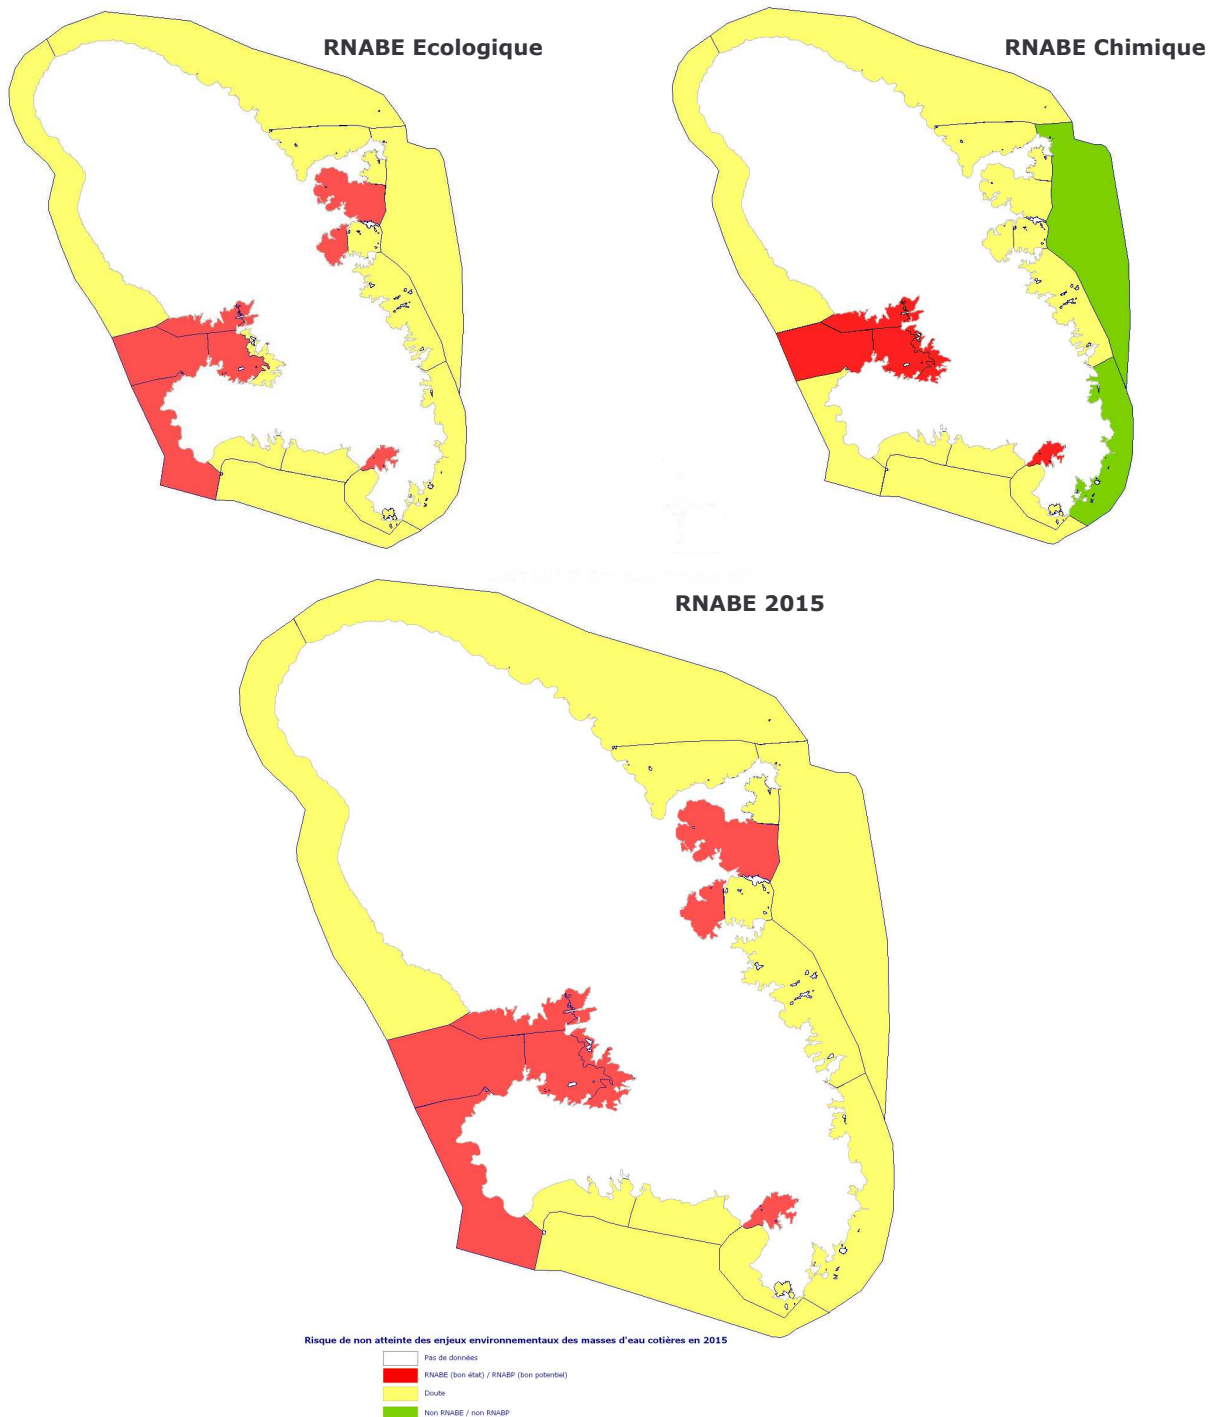 RNABE Ecologique
RNABE Chimique
RNABE 2015
Risque de non atteinte des enjeux environnementaux des masses d'eau cotières en 2015
Pas de données
RNABE (bon état) / RNABP (bon potentiel)
Doute
Non RNABE / non RNABP